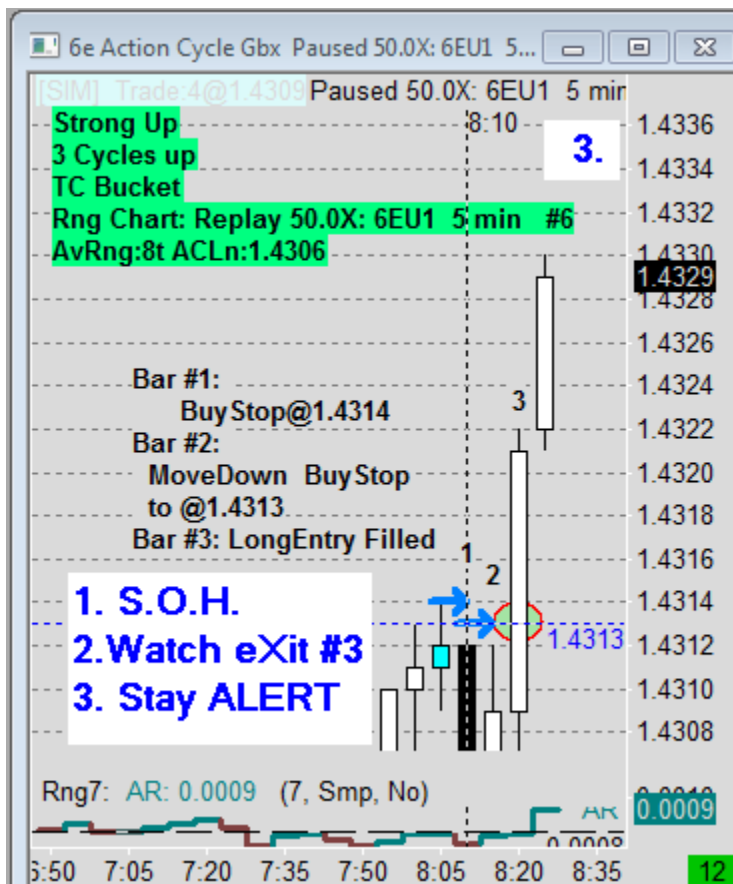 6e Action Cycle Gbx Paused 50.0X: 6EU1 5...
[SIM] Trade:4@1.4309 Paused 50.0X: 6EU1 5 min
Strong Up
8:10
3.
3 Cycles up
TC Bucket
Rng Chart: Replay 50.0X: 6EU1 5 min #6
AvRng:8t ACLn:1.4306
1.4336
1.4334
1.4332
1.4330
1.4329
1.4328
1.4326
1.4324
1.4322
1.4320
1.4318
1.4316
1.4314
1.4312
1.4310
1.4308
Bar #1:
BuyStop@1.4314
Bar #2:
MoveDown BuyStop
to @1.4313
Bar #3: LongEntry Filled
3
1
2
1.4313
1. S.O.H.
2.Watch eXit #3
3. Stay ALERT
Rng7: AR: 0.0009 (7, Smp, No)
AR
0.0009
0.0008
6:50 7:05 7:20 7:35 7:50 8:05 8:20 8:35
12